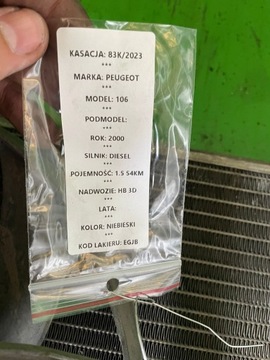 KASACJA: 83K/2023
***
MARKA: PEUGEOT
***
MODEL: 106
***
PODMODEL:
***
ROK: 2000
***
SILNIK: DIESEL
***
POJEMNOŚĆ: 1.5 54KM
***
NADWOZIE: HB 3D
***
LATA:
***
KOLOR: NIEBIESKI
***
KOD LAKIERU: EGJB